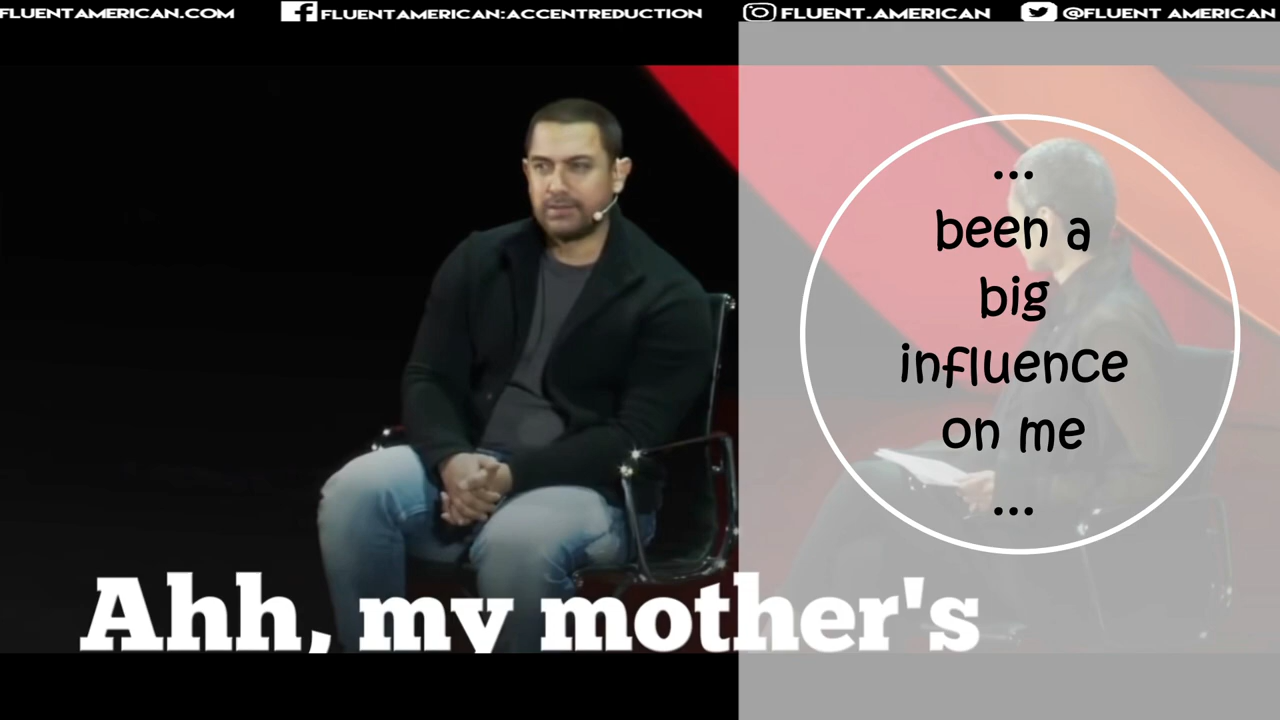 FLUENTAMERICAN.COM
FLUENTAMERICAN:ACCENTREDUCTION
FLUENT.AMERICAN
@FLUENT AMERICAN
...
been a
big
influence
on me
...
Ahh, my mother's